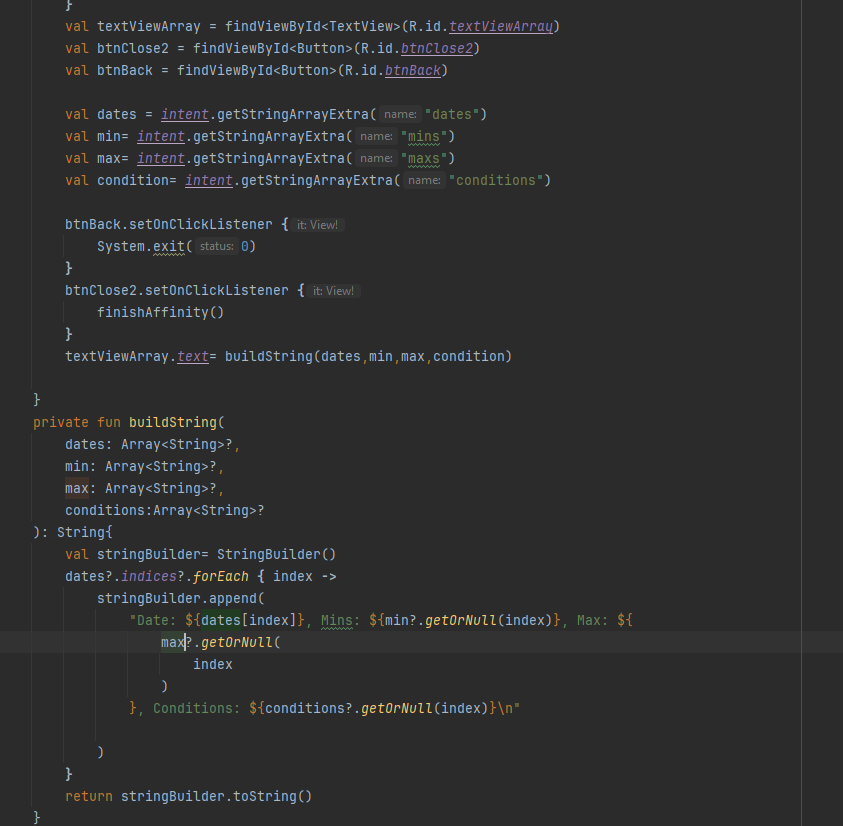 }
val textViewArray = findViewById<TextView>(R.id.textViewArray)
val btnClose2 = findViewById<Button>(R.id.btnClose2)
val btnBack = findViewById<Button>(R.id.btnBack)
val dates = intent.getStringArrayExtra( name: "dates")
val min= intent.getStringArrayExtra( name: "mins")
val max= intent.getStringArrayExtra( name: "maxs")
val condition= intent.getStringArrayExtra( name: "conditions")
btnBack.setOnClickListener { it: View!
System.exit( status: 0)
}
btnClose2.setOnClickListener { it: View!
finishAffinity()
}
textViewArray.text= buildString(dates,min,max,condition)
}
private fun buildString(
dates: Array<String>?,
min: Array<String>?,
max: Array<String>?,
conditions:Array<String>?
): String{
val stringBuilder= StringBuilder()
dates?.indices?.forEach { index ->
stringBuilder.append(
"Date: ${dates[index]}, Mins: ${min?.getOrNull(index)}, Max: ${
max?.getOrNull(
index
)
}, Conditions: ${conditions?.getOrNull(index)}\n"
)
}
return stringBuilder.toString()
}